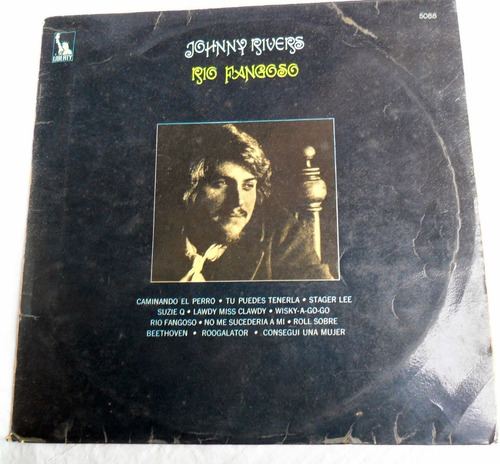 LIBERTY
JOHNNY RIVERS
5088
RIO FANGOSO
CAMINANDO EL PERRO • TU PUEDES TENERLA • STAGER LEE
SUZIE Q • LAWDY MISS CLAWDY • WISKY-A-GO-GO
RIO FANGOSO • NO ME SUCEDERIA A MI • ROLL SOBRE
BEETHOVEN • ROOGALATOR • CONSEGUI UNA MUJER